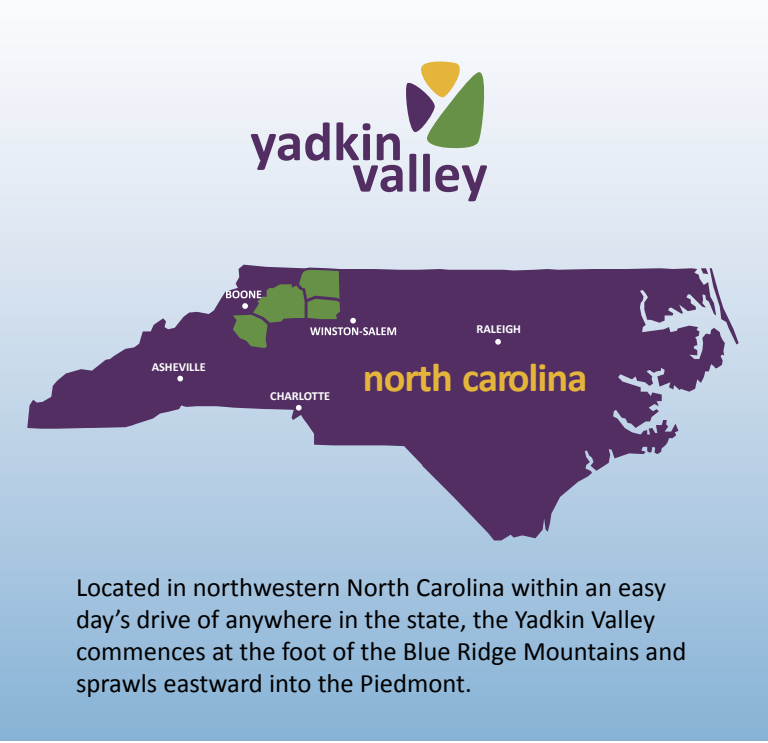 yadkin
valley
BOONE
WINSTON-SALEM
RALEIGH
ASHEVILLE
north carolina
CHARLOTTE
Located in northwestern North Carolina within an easy
day’s drive of anywhere in the state, the Yadkin Valley
commences at the foot of the Blue Ridge Mountains and
sprawls eastward into the Piedmont.